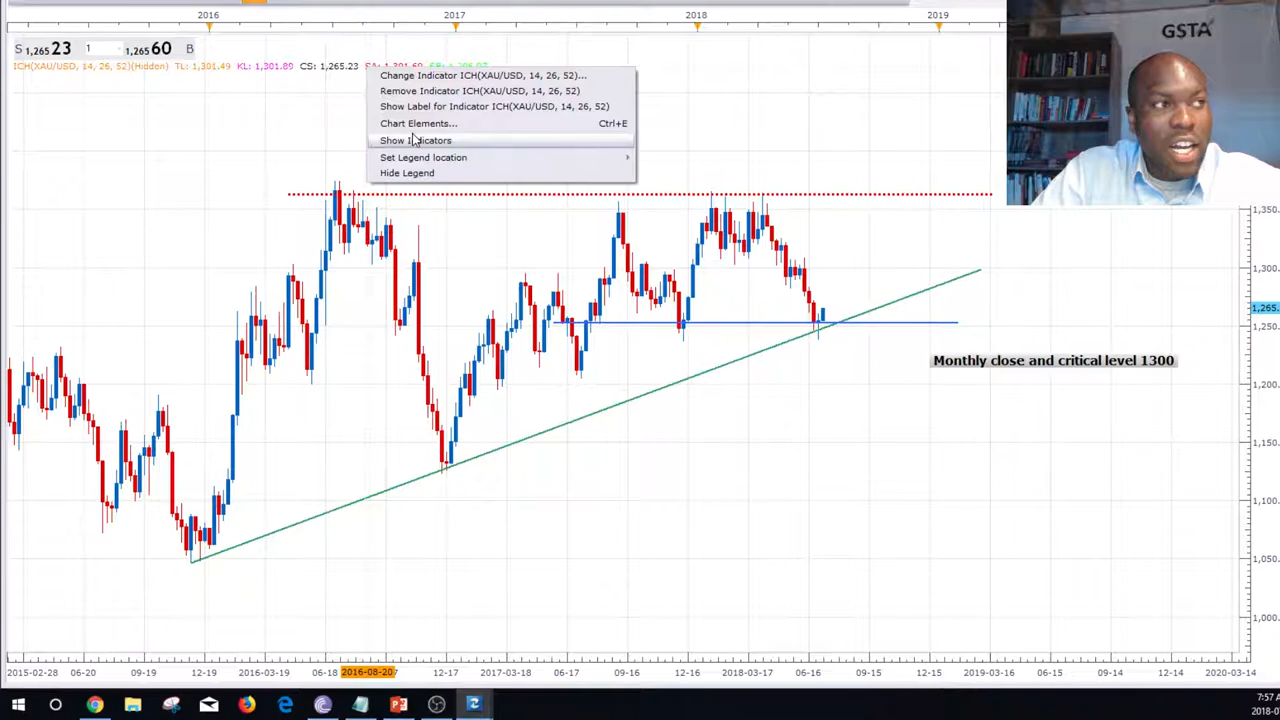 2016 2017 2018 2019
GSTA
S 1,26523 1 1,26560 B
ICH(XAU/USD, 14, 26, 52)(Hidden) TL: 1,301.49 KL: 1,301.89 CS: 1,265.23
Change Indicator ICH(XAU/USD, 14, 26, 52)...
Remove Indicator ICH(XAU/USD, 14, 26, 52)
Show Label for Indicator ICH(XAU/USD, 14, 26, 52)
Chart Elements... Ctrl+E
Show Indicators
Set Legend location
Hide Legend
1,350.
1,300.
1,265.
1,250.
Monthly close and critical level 1300
1,200.
1,150.
1,100.
1,050.
1,000.
2015-02-28 06-20 09-19 12-19 2016-03-19 06-18 2016-08-20 12-17 2017-03-18 06-17 09-16 12-16 2018-03-17 06-16 09-15 12-15 2019-03-16 06-15 09-14 12-14 2020-03-14
7:57
2018-0